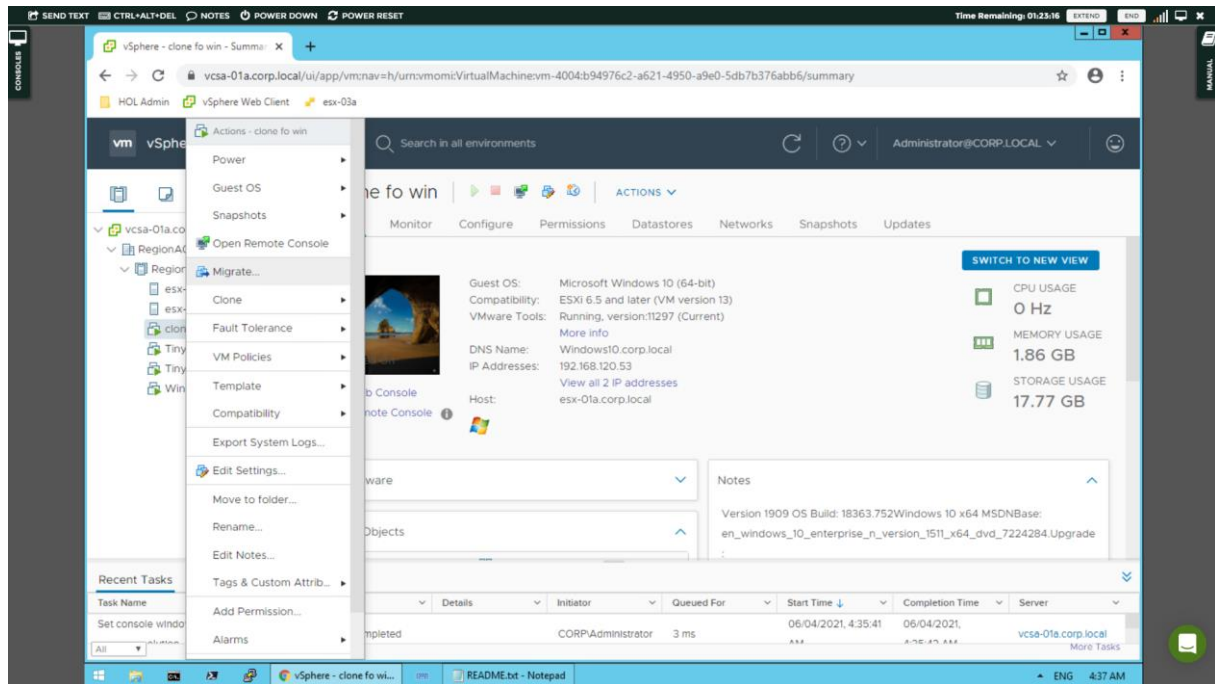 SEND TEXT CTRL+ALT+DEL NOTES POWER DOWN POWER RESET
Time Remaining: 01:23:16 EXTEND END
CONSOLES
MANUAL
vSphere - clone fo win - Summa
vcsa-01a.corp.local/ui/app/vm;nav=h/urn:vmomi:VirtualMachine:vm-4004:b94976c2-a621-4950-a9e0-5db7b376abb6/summary
HOL Admin vSphere Web Client esx-03a
vm vSphe
Search in all environments
Administrator@CORP.LOCAL
Actions - clone fo win
Power
Guest OS
Snapshots
Open Remote Console
Migrate...
Clone
Fault Tolerance
VM Policies
Template
Compatibility
Export System Logs...
Edit Settings...
Move to folder...
Rename...
Edit Notes...
Tags & Custom Attrib...
Add Permission...
Alarms
vcsa-01a.co
RegionA0
Region
esx-
esx-
clon
Tiny
Tiny
Win
ne fo win
ACTIONS
Monitor Configure Permissions Datastores Networks Snapshots Updates
SWITCH TO NEW VIEW
Guest OS: Microsoft Windows 10 (64-bit)
Compatibility: ESXi 6.5 and later (VM version 13)
VMware Tools: Running, version:11297 (Current)
More info
DNS Name: Windows10.corp.local
IP Addresses: 192.168.120.53
View all 2 IP addresses
Host: esx-01a.corp.local
b Console
note Console
CPU USAGE
0 Hz
MEMORY USAGE
1.86 GB
STORAGE USAGE
17.77 GB
ware
Objects
Notes
Version 1909 OS Build: 18363.752Windows 10 x64 MSDNBase:
en_windows_10_enterprise_n_version_1511_x64_dvd_7224284.Upgrade
:
Recent Tasks
Task Name Details Initiator Queued For Start Time Completion Time Server
Set console windo
mpleted CORP\Administrator 3 ms 06/04/2021, 4:35:41 06/04/2021, vcsa-01a.corp.local
All
More Tasks
vSphere - clone fo wi... README.txt - Notepad
ENG 4:37 AM